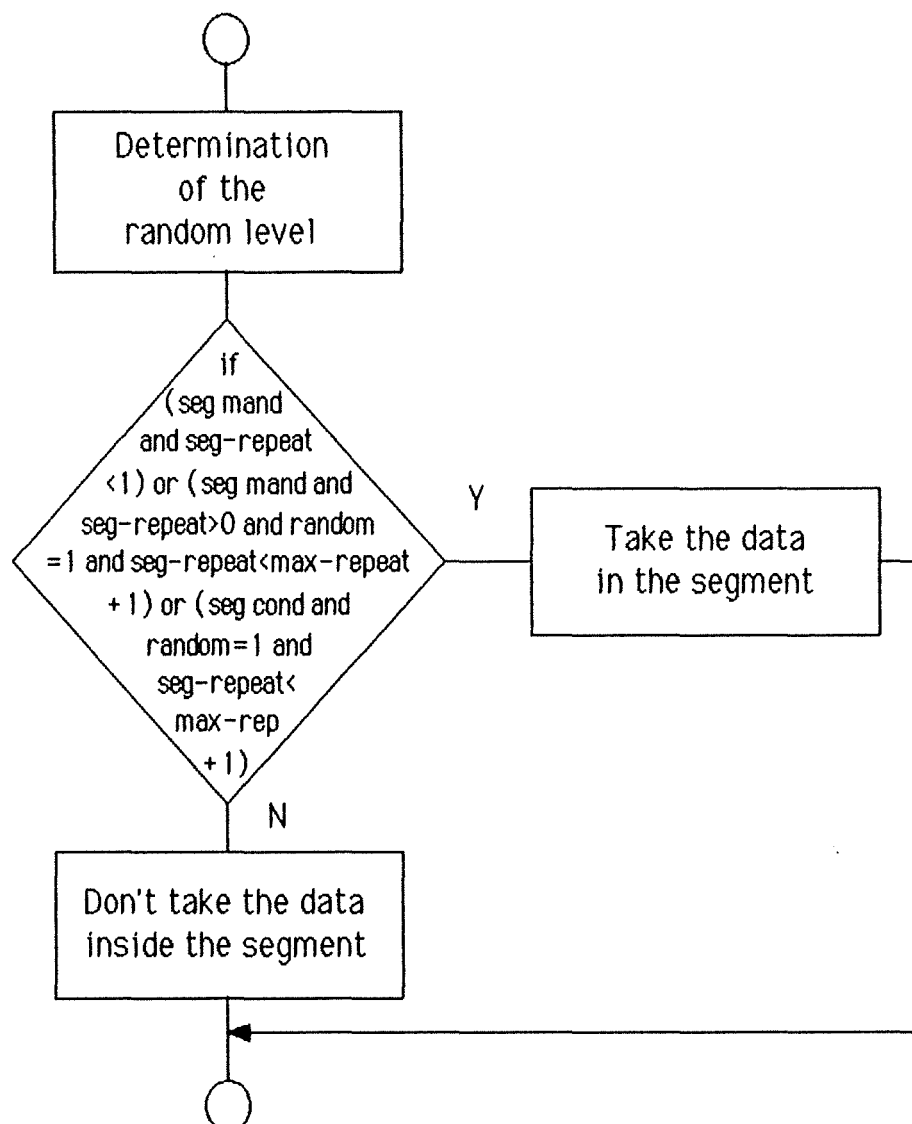 Determination
of the
random level
if
(seg mand
and seg-repeat
<1) or (seg mand and
seg-repeat>0 and random
=1 and seg-repeat<max-repeat
+1) or (seg cond and
random=1 and
seg-repeat<
max-rep
+1)
Y
Take the data
in the segment
N
Don't take the data
inside the segment